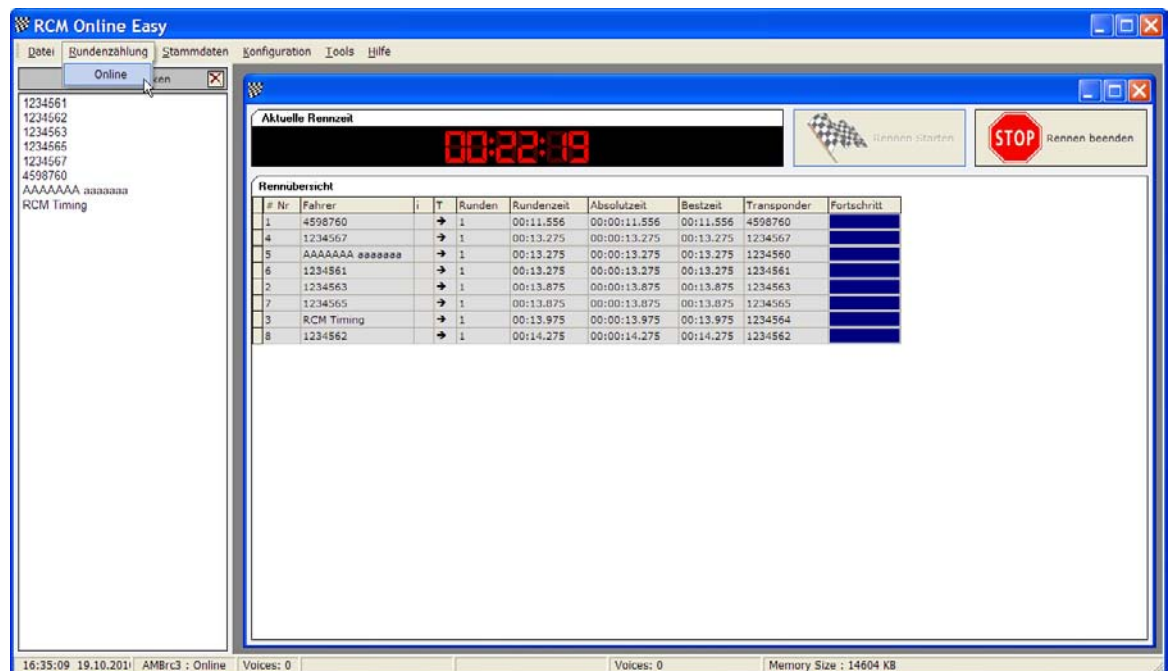 RCM Online Easy
Datei Rundenzählung Stammdaten Konfiguration Tools Hilfe
Online
1234561
1234562
1234563
1234565
1234567
4598760
AAAAAAA aaaaaaa
RCM Timing
Aktuelle Rennzeit
00:22:19
Rennen Starten
STOP Rennen beenden
Rennübersicht
# Nr Fahrer i T Runden Rundenzeit Absolutzeit Bestzeit Transponder Fortschritt
1 4598760 1 00:11.556 00:00:11.556 00:11.556 4598760
4 1234567 1 00:13.275 00:00:13.275 00:13.275 1234567
5 AAAAAAA aaaaaaa 1 00:13.275 00:00:13.275 00:13.275 1234560
6 1234561 1 00:13.275 00:00:13.275 00:13.275 1234561
2 1234563 1 00:13.875 00:00:13.875 00:13.875 1234563
7 1234565 1 00:13.875 00:00:13.875 00:13.875 1234565
3 RCM Timing 1 00:13.975 00:00:13.975 00:13.975 1234564
8 1234562 1 00:14.275 00:00:14.275 00:14.275 1234562
16:35:09 19.10.201 AMBrc3 : Online Voices: 0 Voices: 0 Memory Size : 14604 KB